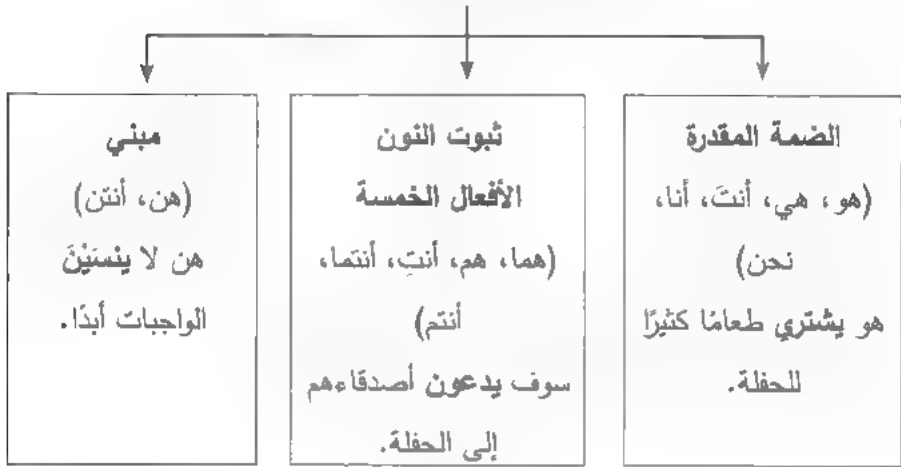 الضمة المقدرة
(هو، هي، أنتَ، أنا،
نحن)
هو يشتري طعامًا كثيرًا
للحفلة.
ثبوت النون
الأفعال الخمسة
(هما، هم، أنتِ، أنتما،
أنتم)
سوف يدعون أصدقاءهم
إلى الحفلة.
مبني
(هن، أنتن)
هن لا ينسَيْنَ
الواجبات أبدًا.